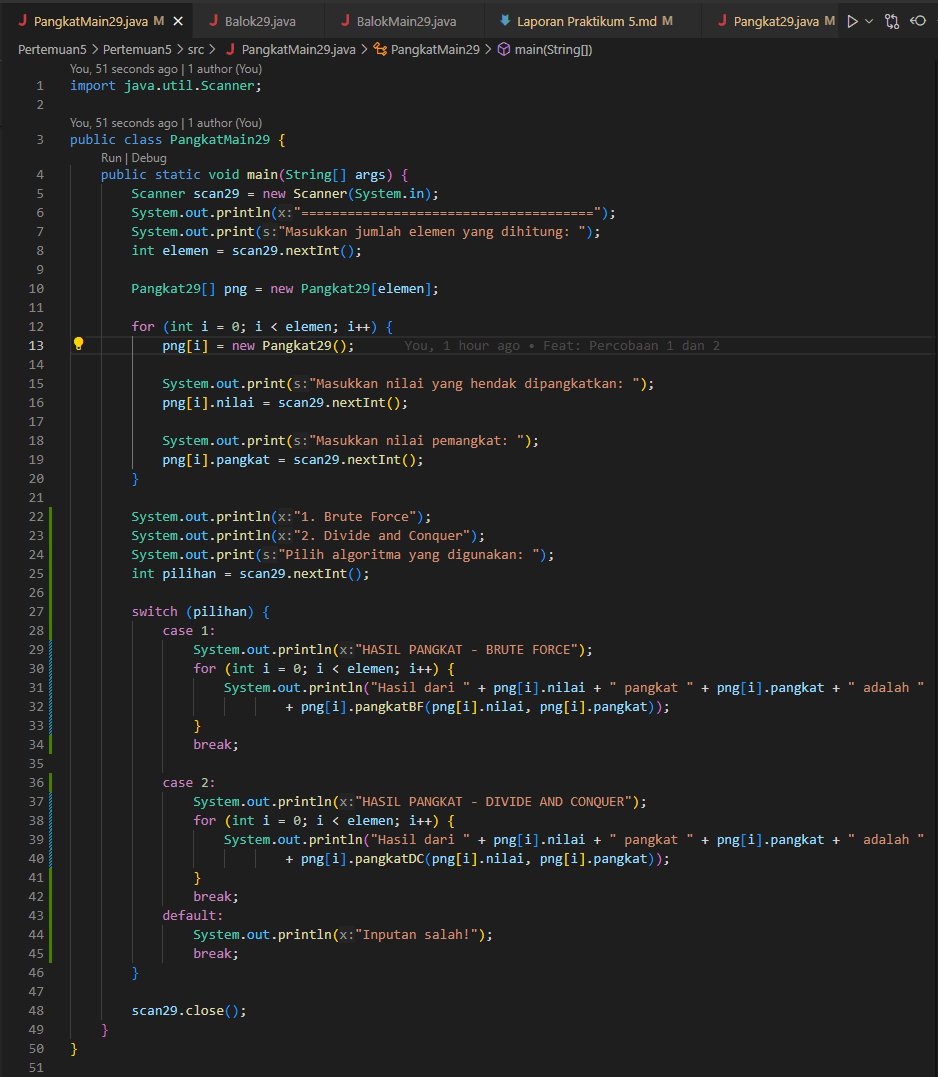 PangkatMain29.java M
Balok29.java
BalokMain29.java
Laporan Praktikum 5.md M
Pangkat29.java M
Pertemuan5 > Pertemuan5 > src > PangkatMain29.java > PangkatMain29 > main(String[])
You, 51 seconds ago | 1 author (You)
1 import java.util.Scanner;
2
You, 51 seconds ago | 1 author (You)
3 public class PangkatMain29 {
Run | Debug
4 public static void main(String[] args) {
5 Scanner scan29 = new Scanner(System.in);
6 System.out.println(x:"======================================");
7 System.out.print(s:"Masukkan jumlah elemen yang dihitung: ");
8 int elemen = scan29.nextInt();
9
10 Pangkat29[] png = new Pangkat29[elemen];
11
12 for (int i = 0; i < elemen; i++) {
13 png[i] = new Pangkat29(); You, 1 hour ago • Feat: Percobaan 1 dan 2
14
15 System.out.print(s:"Masukkan nilai yang hendak dipangkatkan: ");
16 png[i].nilai = scan29.nextInt();
17
18 System.out.print(s:"Masukkan nilai pemangkat: ");
19 png[i].pangkat = scan29.nextInt();
20 }
21
22 System.out.println(x:"1. Brute Force");
23 System.out.println(x:"2. Divide and Conquer");
24 System.out.print(s:"Pilih algoritma yang digunakan: ");
25 int pilihan = scan29.nextInt();
26
27 switch (pilihan) {
28 case 1:
29 System.out.println(x:"HASIL PANGKAT - BRUTE FORCE");
30 for (int i = 0; i < elemen; i++) {
31 System.out.println("Hasil dari " + png[i].nilai + " pangkat " + png[i].pangkat + " adalah "
32 + png[i].pangkatBF(png[i].nilai, png[i].pangkat));
33 }
34 break;
35
36 case 2:
37 System.out.println(x:"HASIL PANGKAT - DIVIDE AND CONQUER");
38 for (int i = 0; i < elemen; i++) {
39 System.out.println("Hasil dari " + png[i].nilai + " pangkat " + png[i].pangkat + " adalah "
40 + png[i].pangkatDC(png[i].nilai, png[i].pangkat));
41 }
42 break;
43 default:
44 System.out.println(x:"Inputan salah!");
45 break;
46 }
47
48 scan29.close();
49 }
50 }
51